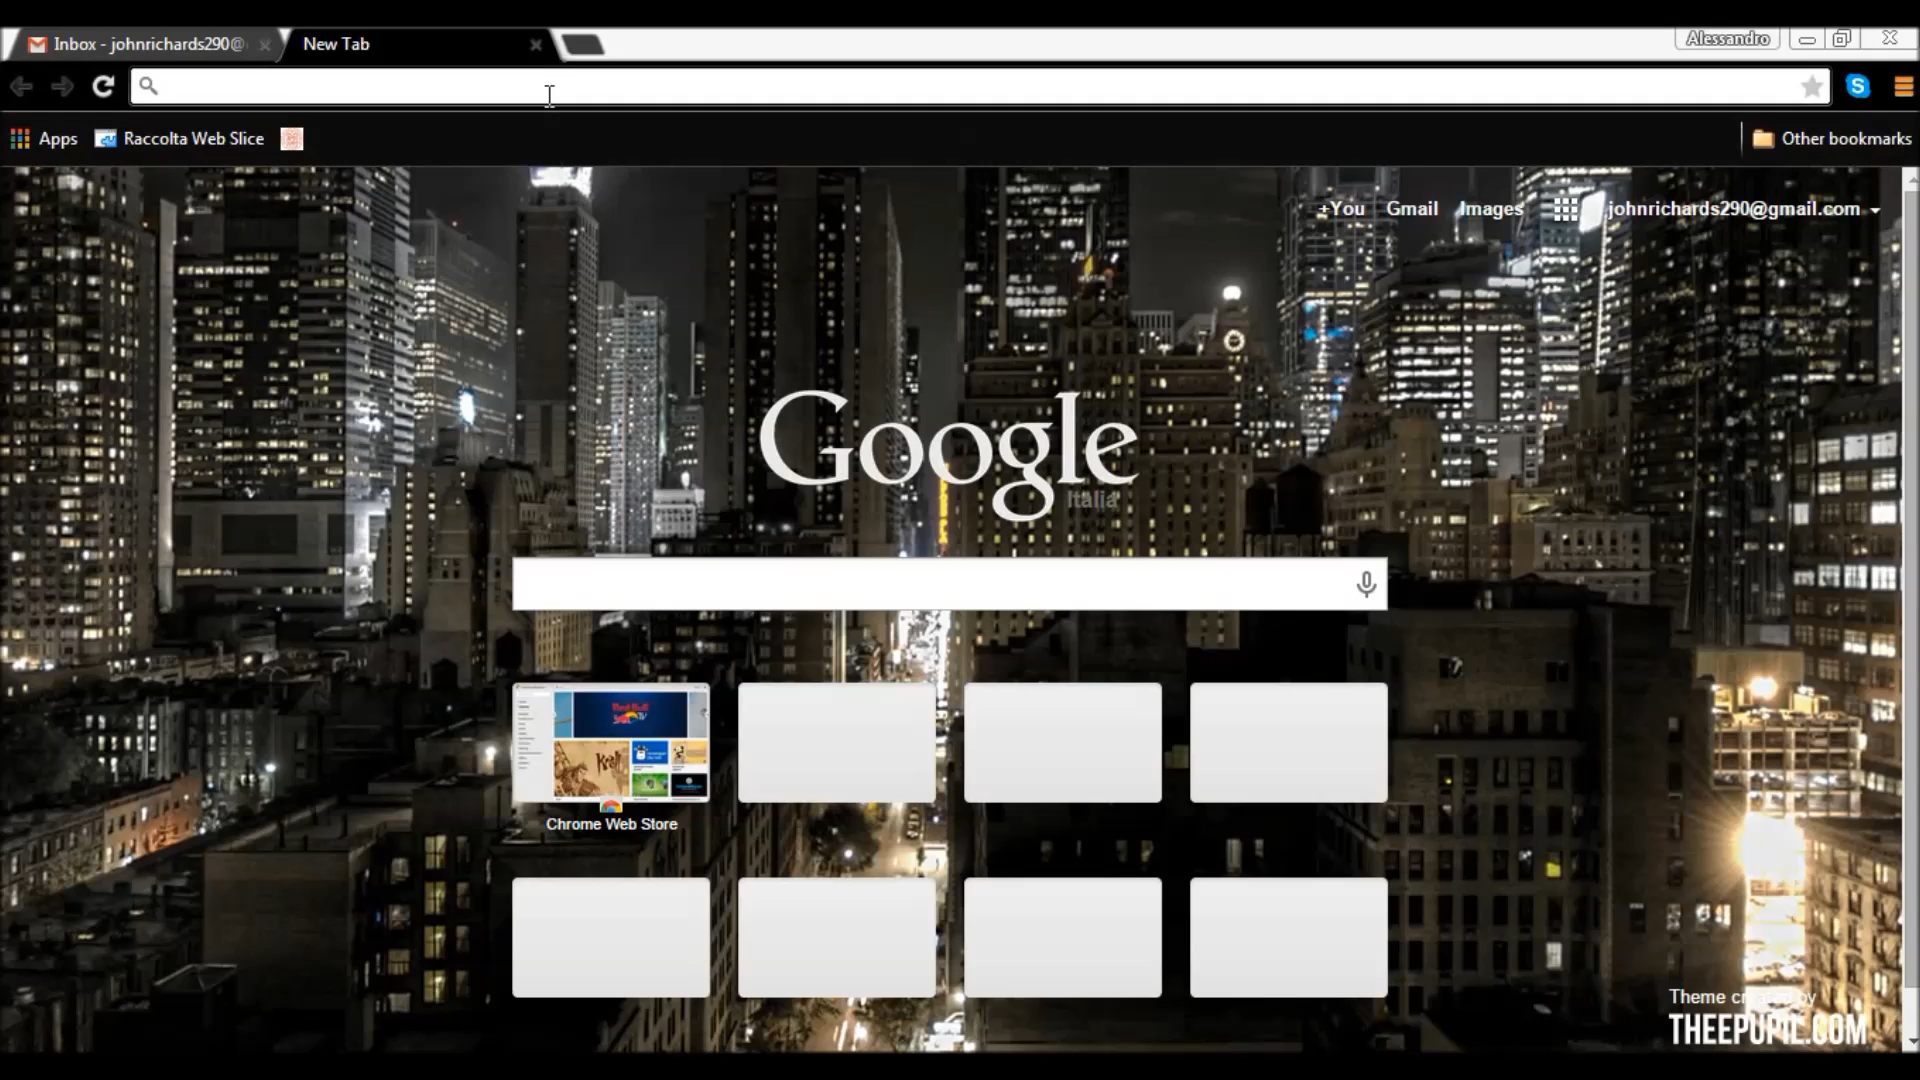 Inbox - johnrichards290@
New Tab
Alessandro
Apps
Raccolta Web Slice
Other bookmarks
+You
Gmail
Images
johnrichards290@gmail.com
Google
Italia
Chrome Web Store
Theme created by
THEEPUPIL.COM